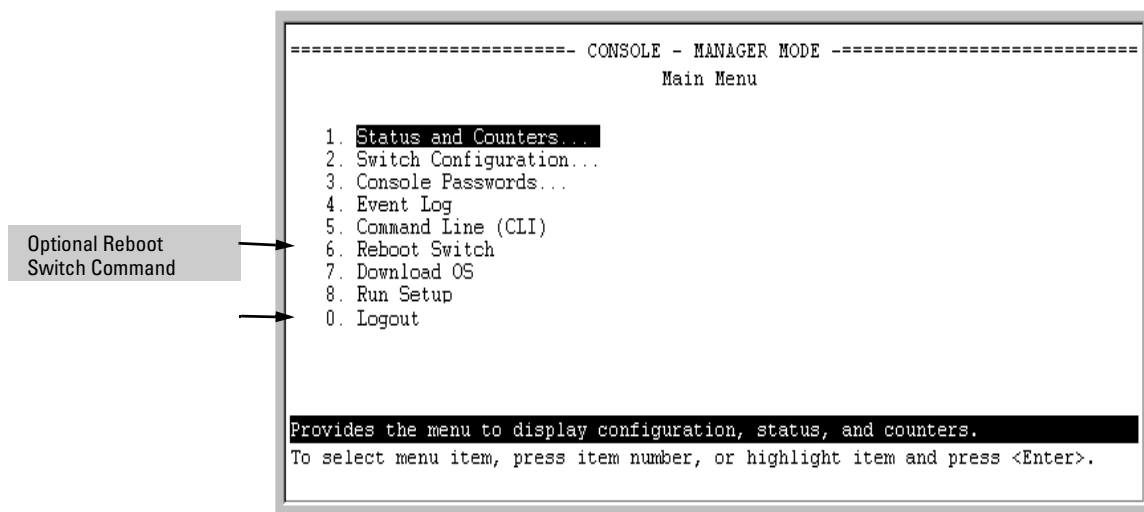 ===========================- CONSOLE - MANAGER MODE -============================
Main Menu
1. Status and Counters...
2. Switch Configuration...
3. Console Passwords...
4. Event Log
5. Command Line (CLI)
6. Reboot Switch
7. Download OS
8. Run Setup
0. Logout
Optional Reboot
Switch Command
Provides the menu to display configuration, status, and counters.
To select menu item, press item number, or highlight item and press <Enter>.